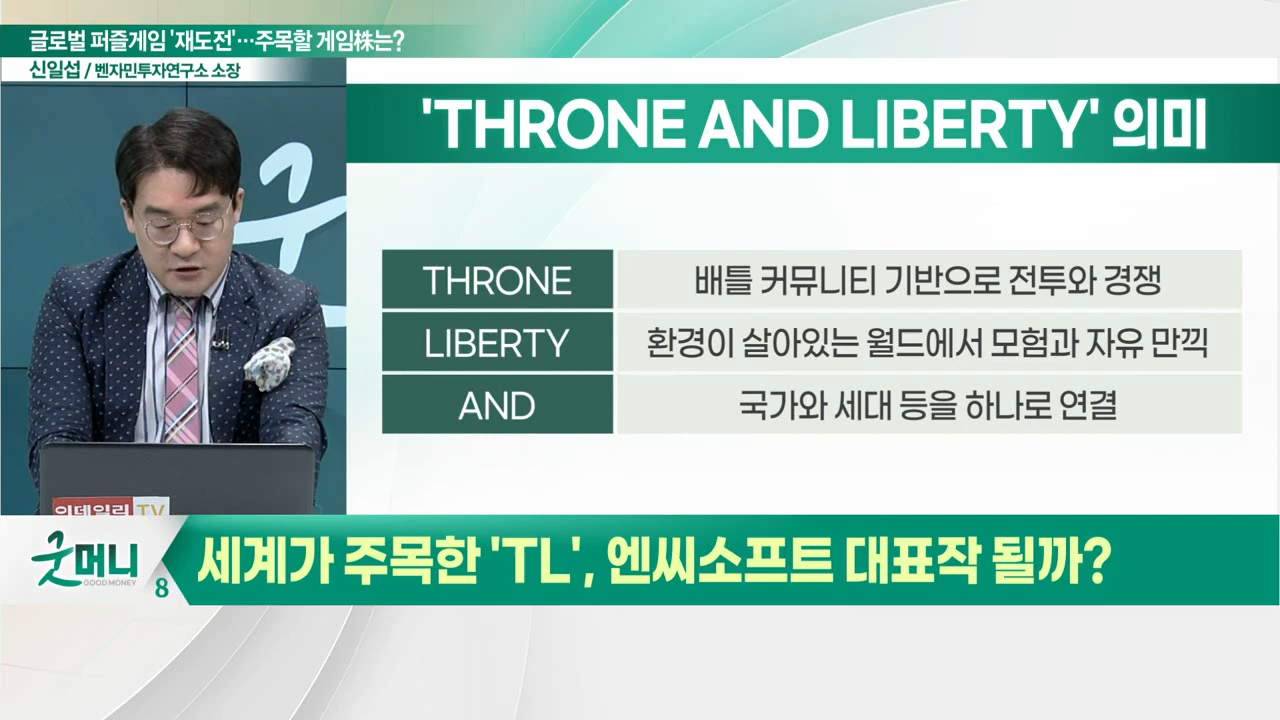 글로벌 퍼즐게임 '재도전'…주목할 게임株는?
신일섭 / 벤자민투자연구소 소장
'THRONE AND LIBERTY' 의미
THRONE 배틀 커뮤니티 기반으로 전투와 경쟁
LIBERTY 환경이 살아있는 월드에서 모험과 자유 만끽
AND 국가와 세대 등을 하나로 연결
이데일리 TV
굿머니
GOOD MONEY
8
세계가 주목한 'TL', 엔씨소프트 대표작 될까?